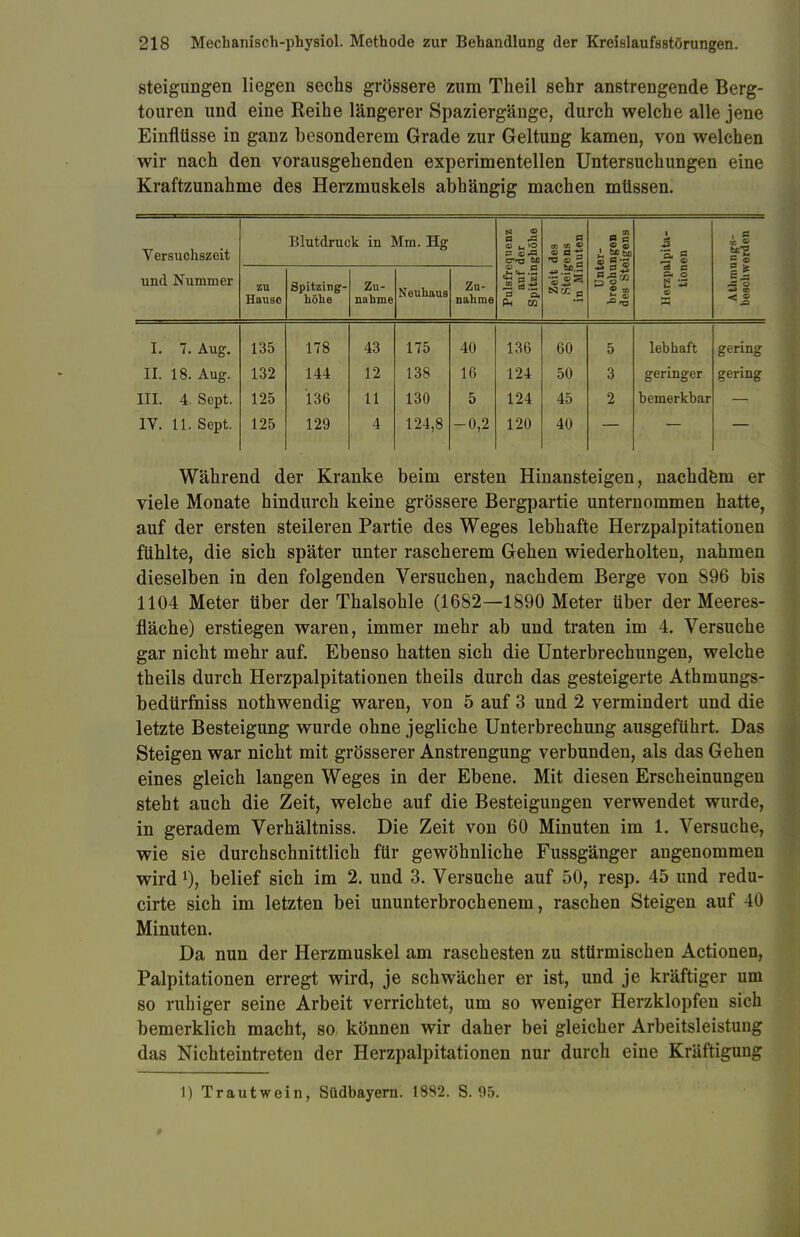 218 Mechanisch-physiol. Methode zur Behandlung der Kreislaufsstörungen.
steigungen liegen sechs grössere zum Theil sehr anstrengende Berg-
touren und eine Reihe längerer Spaziergänge, durch welche alle jene
Einflüsse in ganz besonderem Grade zur Geltung kamen, von welchen
wir nach den vorausgehenden experimentellen Untersuchungen eine
Kraftzunahme des Herzmuskels abhängig machen müssen.
Versuchszeit und Nummer | Blutdruck in Mm. Hg | Pulsfrequenz auf der Spitzinghöhe | Zeit des Steigens in Minuten | Unter-brechungen des Steigens | Herzpalpita-tionen | Athmungs-beschwerden
zu Hause | Spitzing-höhe | Zu-nahme | Neuhaus | Zu-nahme
I. 7. Aug. 135 178 43 175 40 136 60 5 lebhaft gering
II. 18. Aug. 132 144 12 138 16 124 50 3 geringer gering
III. 4. Sept. 125 136 11 130 5 124 45 2 bemerkbar —
IV. 11. Sept. 125 129 4 124,8 -0,2 120 40 — — —
Während der Kranke beim ersten Hinansteigen, nachdem er
viele Monate hindurch keine grössere Bergpartie unternommen hatte,
auf der ersten steileren Partie des Weges lebhafte Herzpalpitationen
fühlte, die sich später unter rascherem Gehen wiederholten, nahmen
dieselben in den folgenden Versuchen, nachdem Berge von 896 bis
1104 Meter über der Thalsohle (1682—1890 Meter über der Meeres-
fläche) erstiegen waren, immer mehr ab und traten im 4. Versuche
gar nicht mehr auf. Ebenso hatten sich die Unterbrechungen, welche
theils durch Herzpalpitationen theils durch das gesteigerte Athmungs-
bedürfniss nothwendig waren, von 5 auf 3 und 2 vermindert und die
letzte Besteigung wurde ohne jegliche Unterbrechung ausgeführt. Das
Steigen war nicht mit grösserer Anstrengung verbunden, als das Gehen
eines gleich langen Weges in der Ebene. Mit diesen Erscheinungen
steht auch die Zeit, welche auf die Besteigungen verwendet wurde,
in geradem Verhältniss. Die Zeit von 60 Minuten im 1. Versuche,
wie sie durchschnittlich für gewöhnliche Fussgänger angenommen
wird ¹), belief sich im 2. und 3. Versuche auf 50, resp. 45 und redu-
cirte sich im letzten bei ununterbrochenem, raschen Steigen auf 40
Minuten.
Da nun der Herzmuskel am raschesten zu stürmischen Actionen,
Palpitationen erregt wird, je schwächer er ist, und je kräftiger um
so ruhiger seine Arbeit verrichtet, um so weniger Herzklopfen sich
bemerklich macht, so können wir daher bei gleicher Arbeitsleistung
das Nichteintreten der Herzpalpitationen nur durch eine Kräftigung
1) Trautwein, Südbayern. 1882. S. 95.